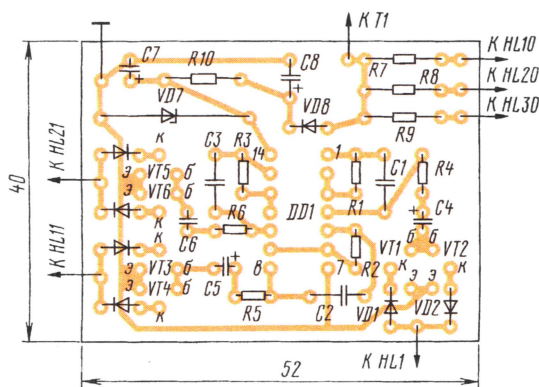 К Т1
К HL10
К HL20
К HL30
C7
R10
C8
R7
R8
R9
VD7
VD8
К HL21
К
C3
R3
14
1
C1
R4
Э
VT5
б
VT6
Э
б
DD1
К
C6
R6
R1
C4
К HL11
К
VT1
б
б
VT2
Э
VT3
б
VT4
Э
б
C5
8
7
R2
К
К
Э
Э
К
R5
C2
VD1
VD2
К HL1
40
52